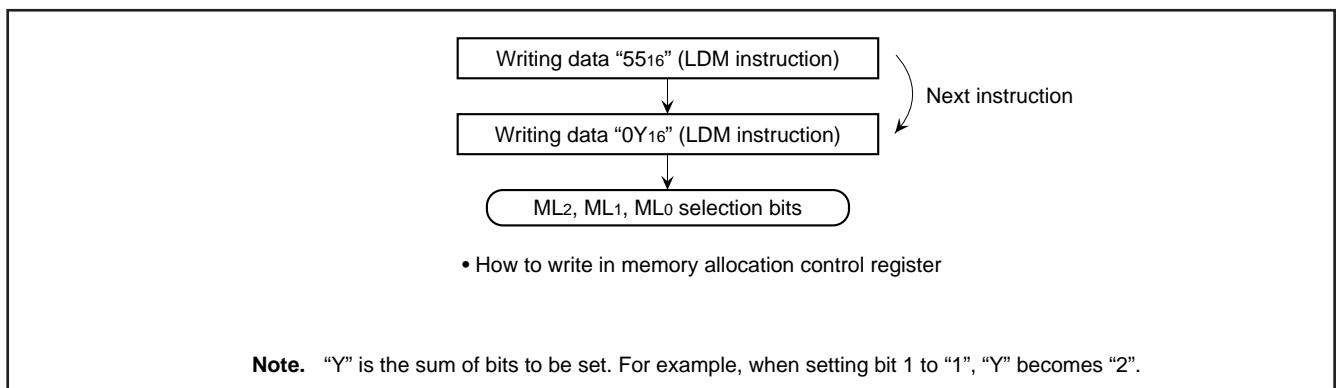 Writing data “5516” (LDM instruction)
Next instruction
Writing data “0Y16” (LDM instruction)
ML2, ML1, ML0 selection bits
• How to write in memory allocation control register
Note. “Y” is the sum of bits to be set. For example, when setting bit 1 to “1”, “Y” becomes “2”.